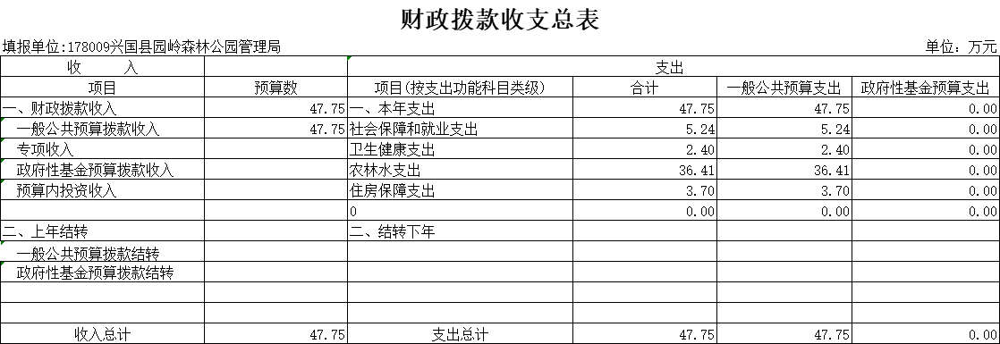 财政拨款收支总表
填报单位:178009兴国县园岭森林公园管理局 单位：万元
收 入 支出
项目 预算数 项目(按支出功能科目类级) 合计 一般公共预算支出 政府性基金预算支出
一、财政拨款收入 47.75 一、本年支出 47.75 47.75 0.00
一般公共预算拨款收入 47.75 社会保障和就业支出 5.24 5.24 0.00
专项收入 卫生健康支出 2.40 2.40 0.00
政府性基金预算拨款收入 农林水支出 36.41 36.41 0.00
预算内投资收入 住房保障支出 3.70 3.70 0.00
0 0.00 0.00 0.00
二、上年结转 二、结转下年
一般公共预算拨款结转
政府性基金预算拨款结转
收入总计 47.75 支出总计 47.75 47.75 0.00